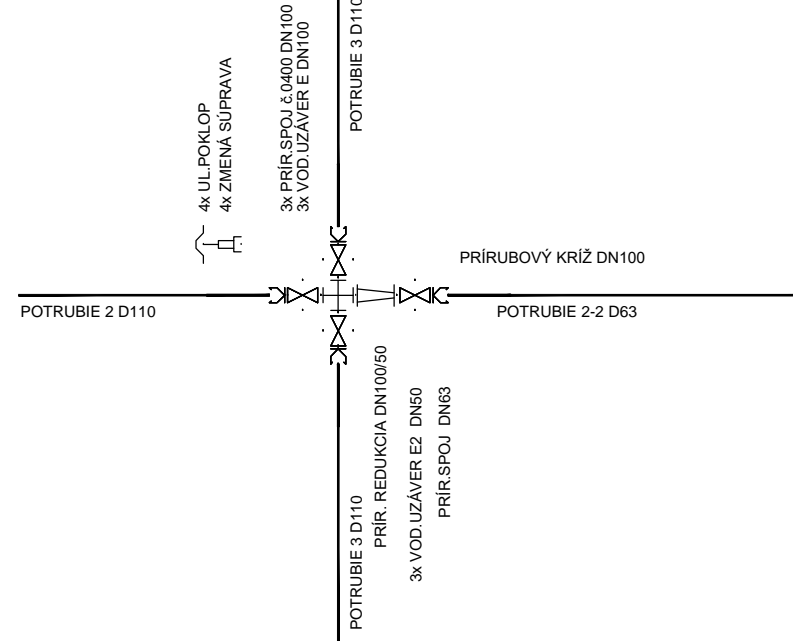 4x UL.POKLOP
4x ZMENÁ SÚPRAVA
3x PRÍR.SPOJ č.0400 DN100
3x VOD.UZÁVER E DN100
POTRUBIE 3 D110
PRÍRUBOVÝ KRÍŽ DN100
POTRUBIE 2 D110
POTRUBIE 2-2 D63
POTRUBIE 3 D110
PRÍR. REDUKCIA DN100/50
3x VOD.UZÁVER E2 DN50
PRÍR.SPOJ DN63